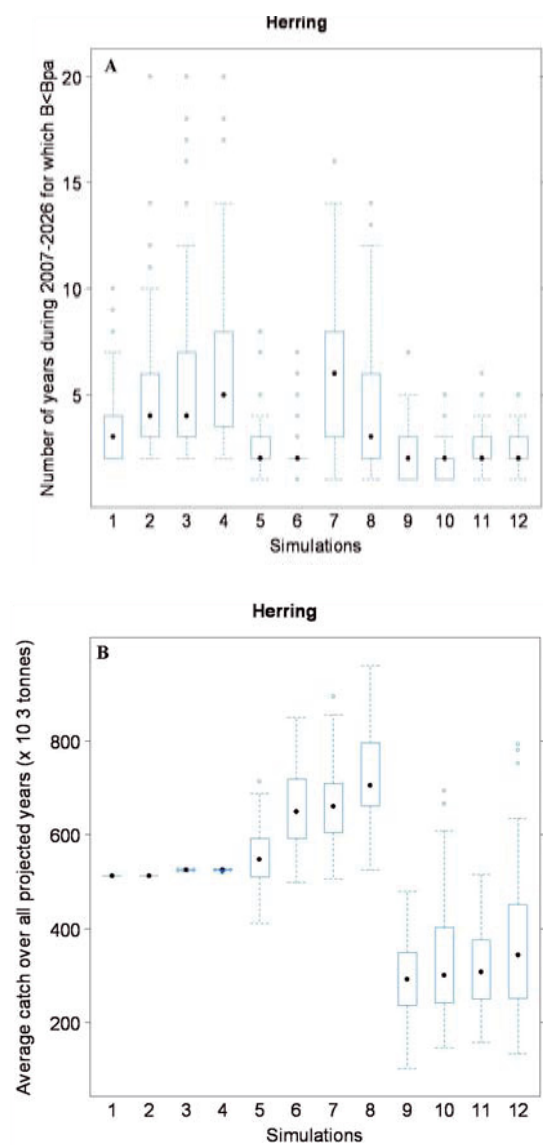 Herring
A
Number of years during 2007-2026 for which B<Bpa
20
15
10
5
1 2 3 4 5 6 7 8 9 10 11 12
Simulations
Herring
B
Average catch over all projected years (x 10 3 tonnes)
800
600
400
200
1 2 3 4 5 6 7 8 9 10 11 12
Simulations